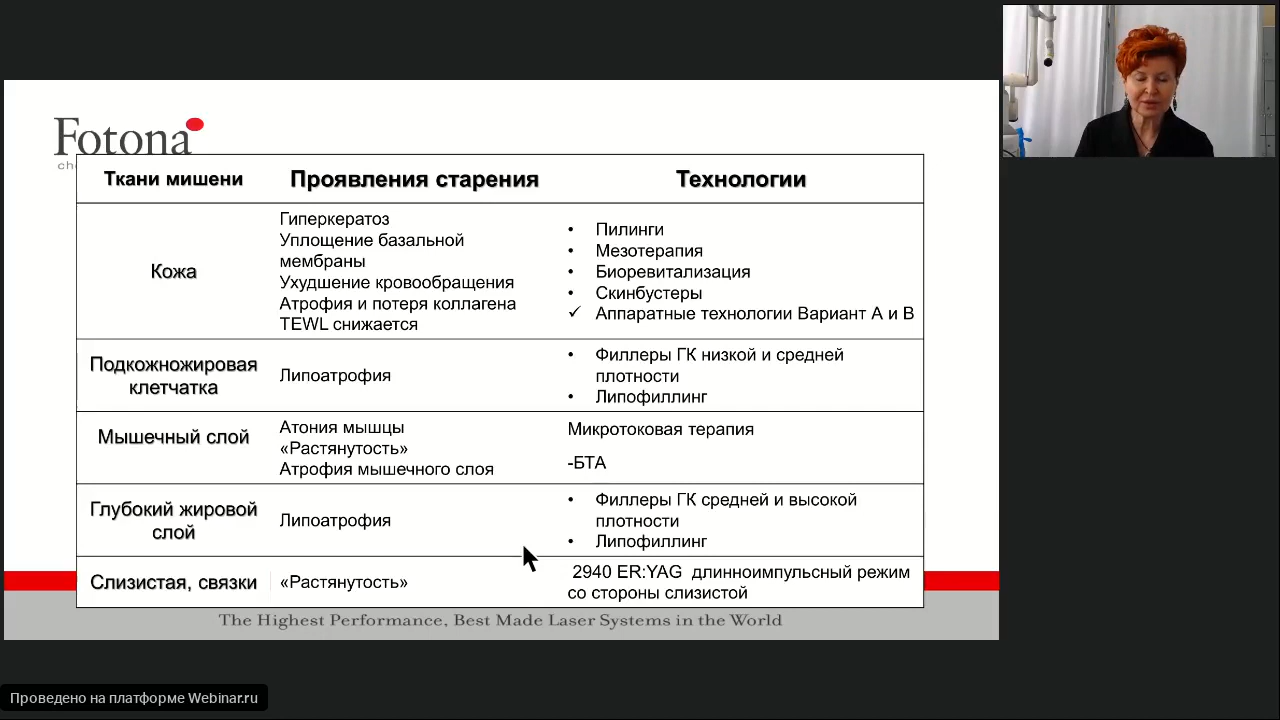 Fotona
ch
Ткани мишени
Проявления старения
Технологии
Кожа
Гиперкератоз
Уплощение базальной
мембраны
Ухудшение кровообращения
Атрофия и потеря коллагена
TEWL снижается
• Пилинги
• Мезотерапия
• Биоревитализация
• Скинбустеры
✓ Аппаратные технологии Вариант А и В
Подкожножировая
клетчатка
Липоатрофия
• Филлеры ГК низкой и средней
плотности
• Липофиллинг
Мышечный слой
Атония мышцы
«Растянутость»
Атрофия мышечного слоя
Микротоковая терапия
-БТА
Глубокий жировой
слой
Липоатрофия
• Филлеры ГК средней и высокой
плотности
• Липофиллинг
Слизистая, связки
«Растянутость»
2940 ER:YAG длинноимпульсный режим
со стороны слизистой
The Highest Performance, Best Made Laser Systems in the World
Проведено на платформе Webinar.ru